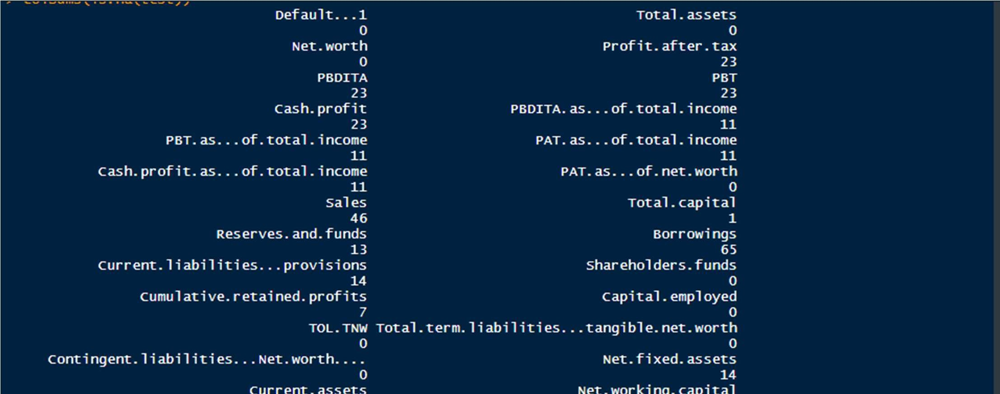 > colSums(is.na(test))
Default...1 Total.assets
0 0
Net.worth Profit.after.tax
0 23
PBDITA PBT
23 23
Cash.profit PBDITA.as...of.total.income
23 11
PBT.as...of.total.income PAT.as...of.total.income
11 11
Cash.profit.as...of.total.income PAT.as...of.net.worth
11 0
Sales Total.capital
46 1
Reserves.and.funds Borrowings
13 65
Current.liabilities...provisions Shareholders.funds
14 0
Cumulative.retained.profits Capital.employed
7 0
TOL.TNW Total.term.liabilities...tangible.net.worth
0 0
Contingent.liabilities...Net.worth.... Net.fixed.assets
0 14
Current.assets Net.working.capital